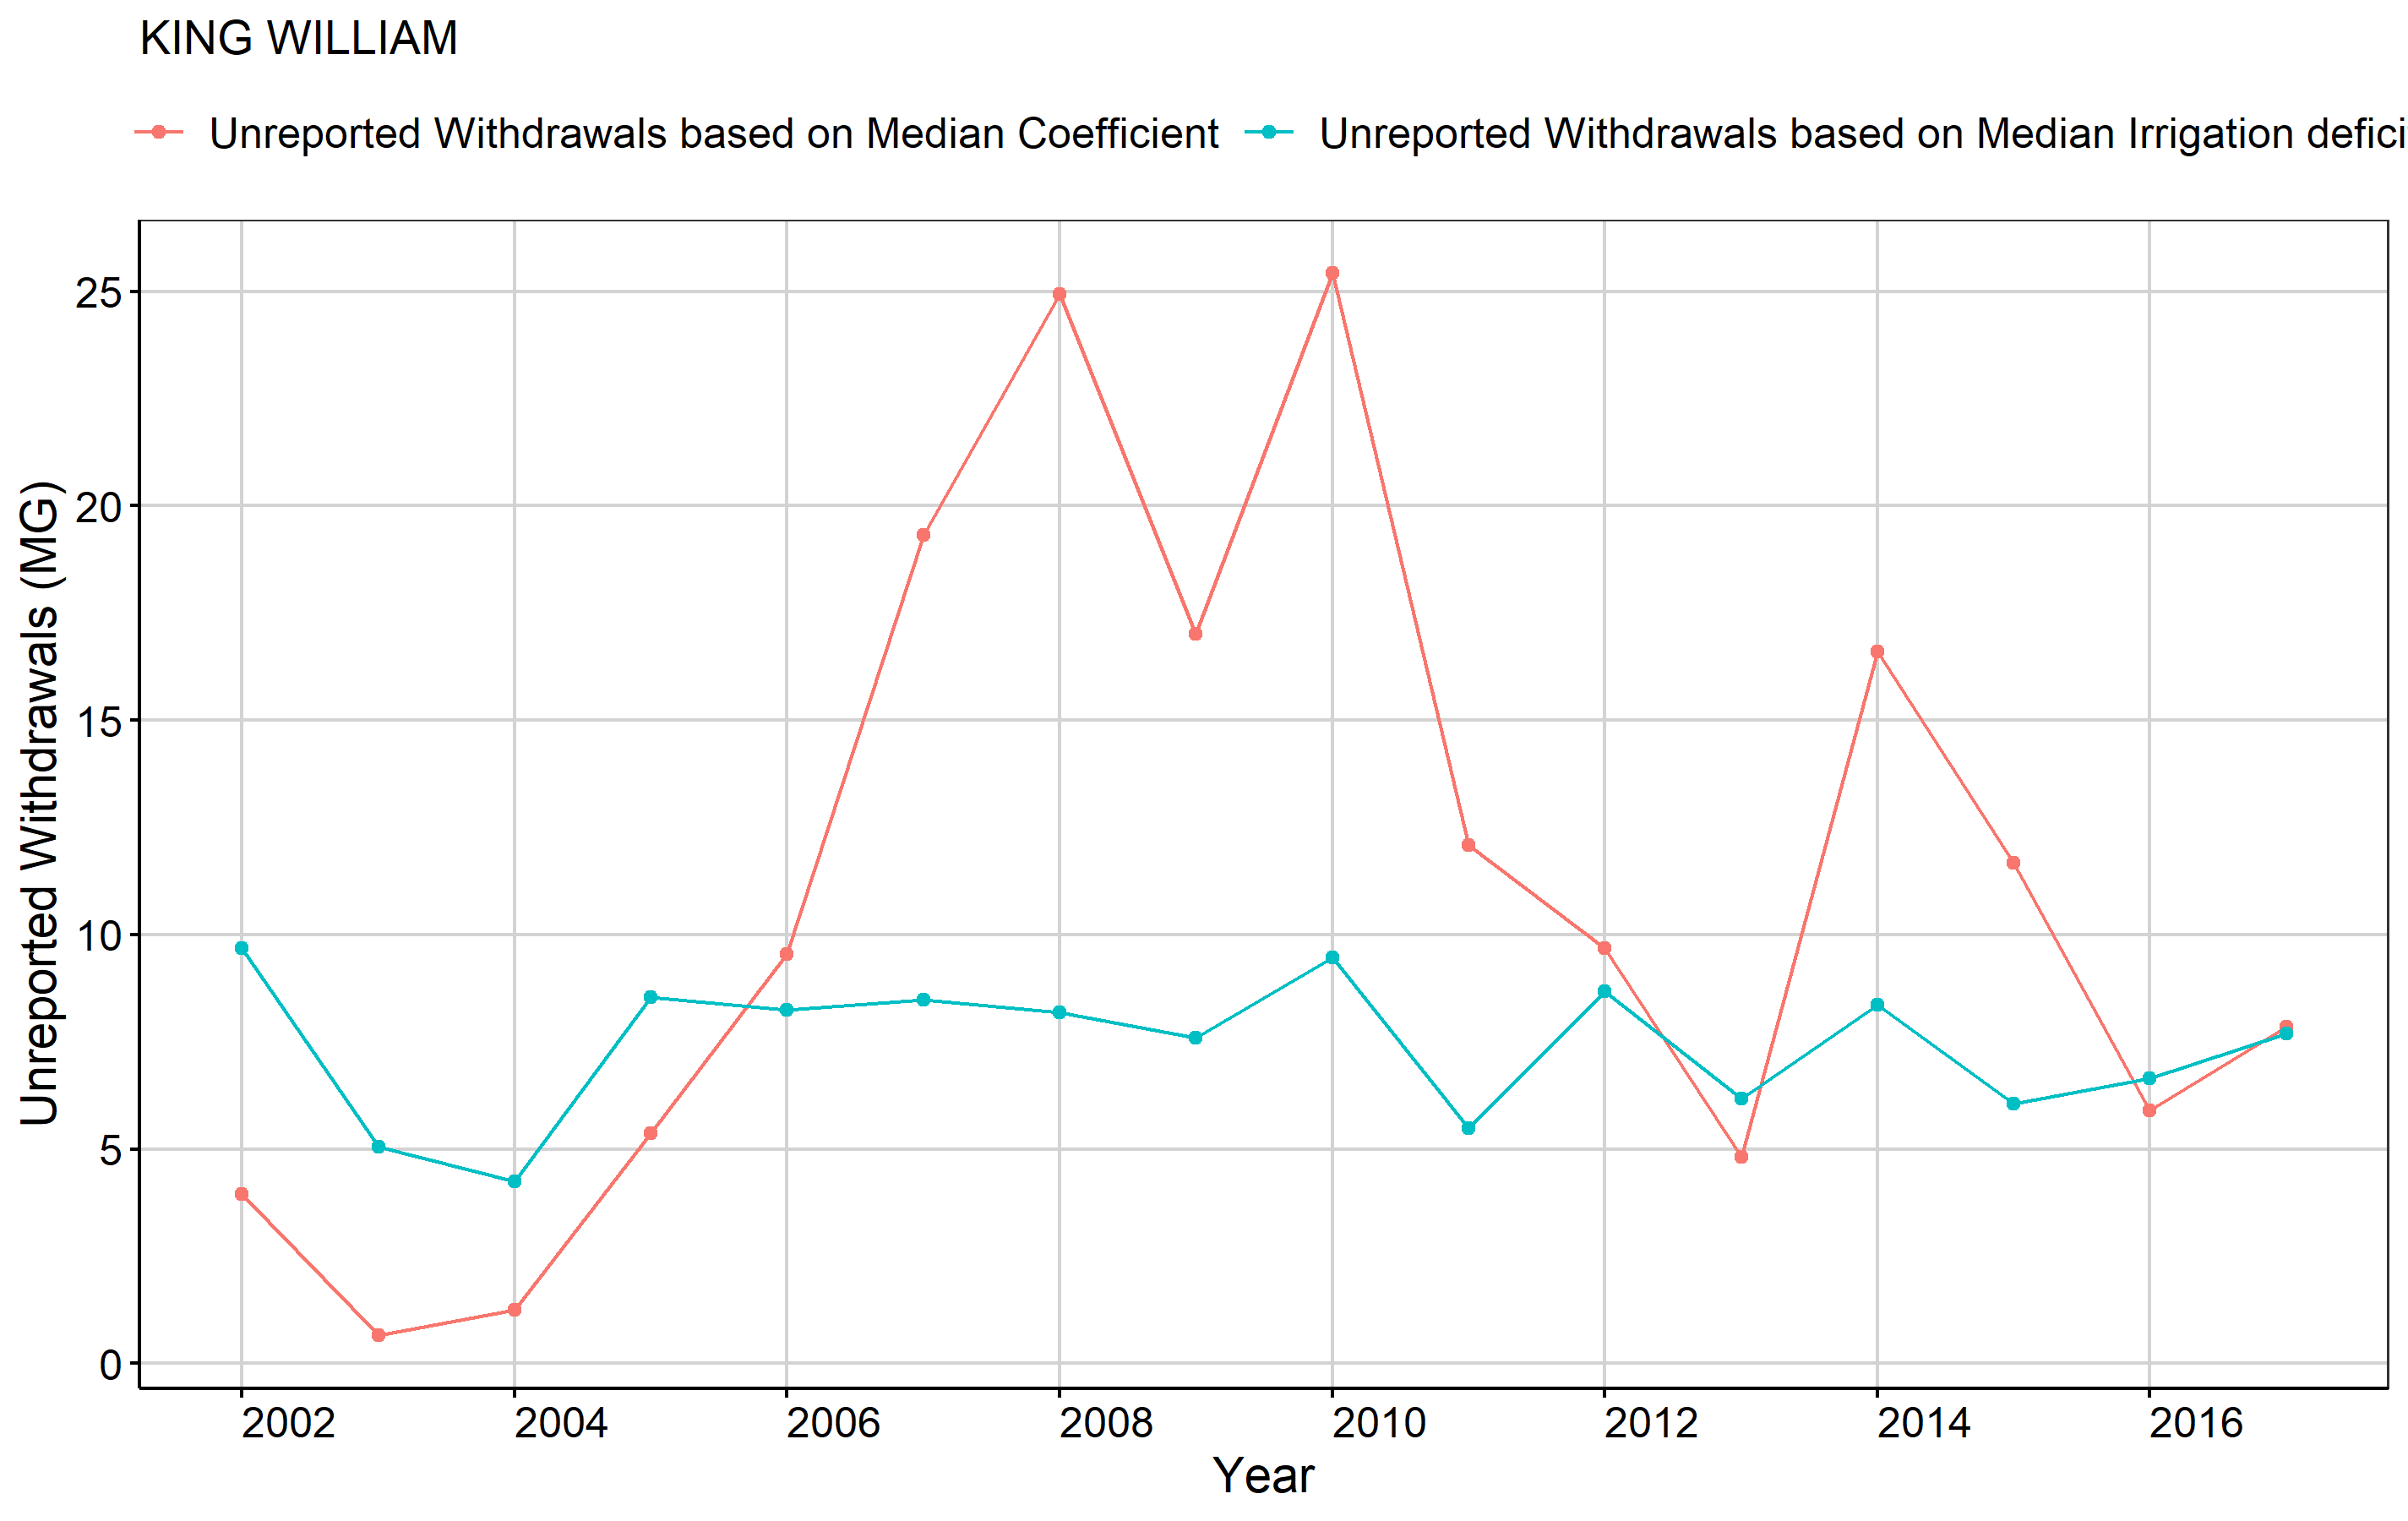 KING WILLIAM
Unreported Withdrawals based on Median Coefficient Unreported Withdrawals based on Median Irrigation defici
Unreported Withdrawals (MG)
25
20
15
10
5
0
2002 2004 2006 2008 2010 2012 2014 2016
Year